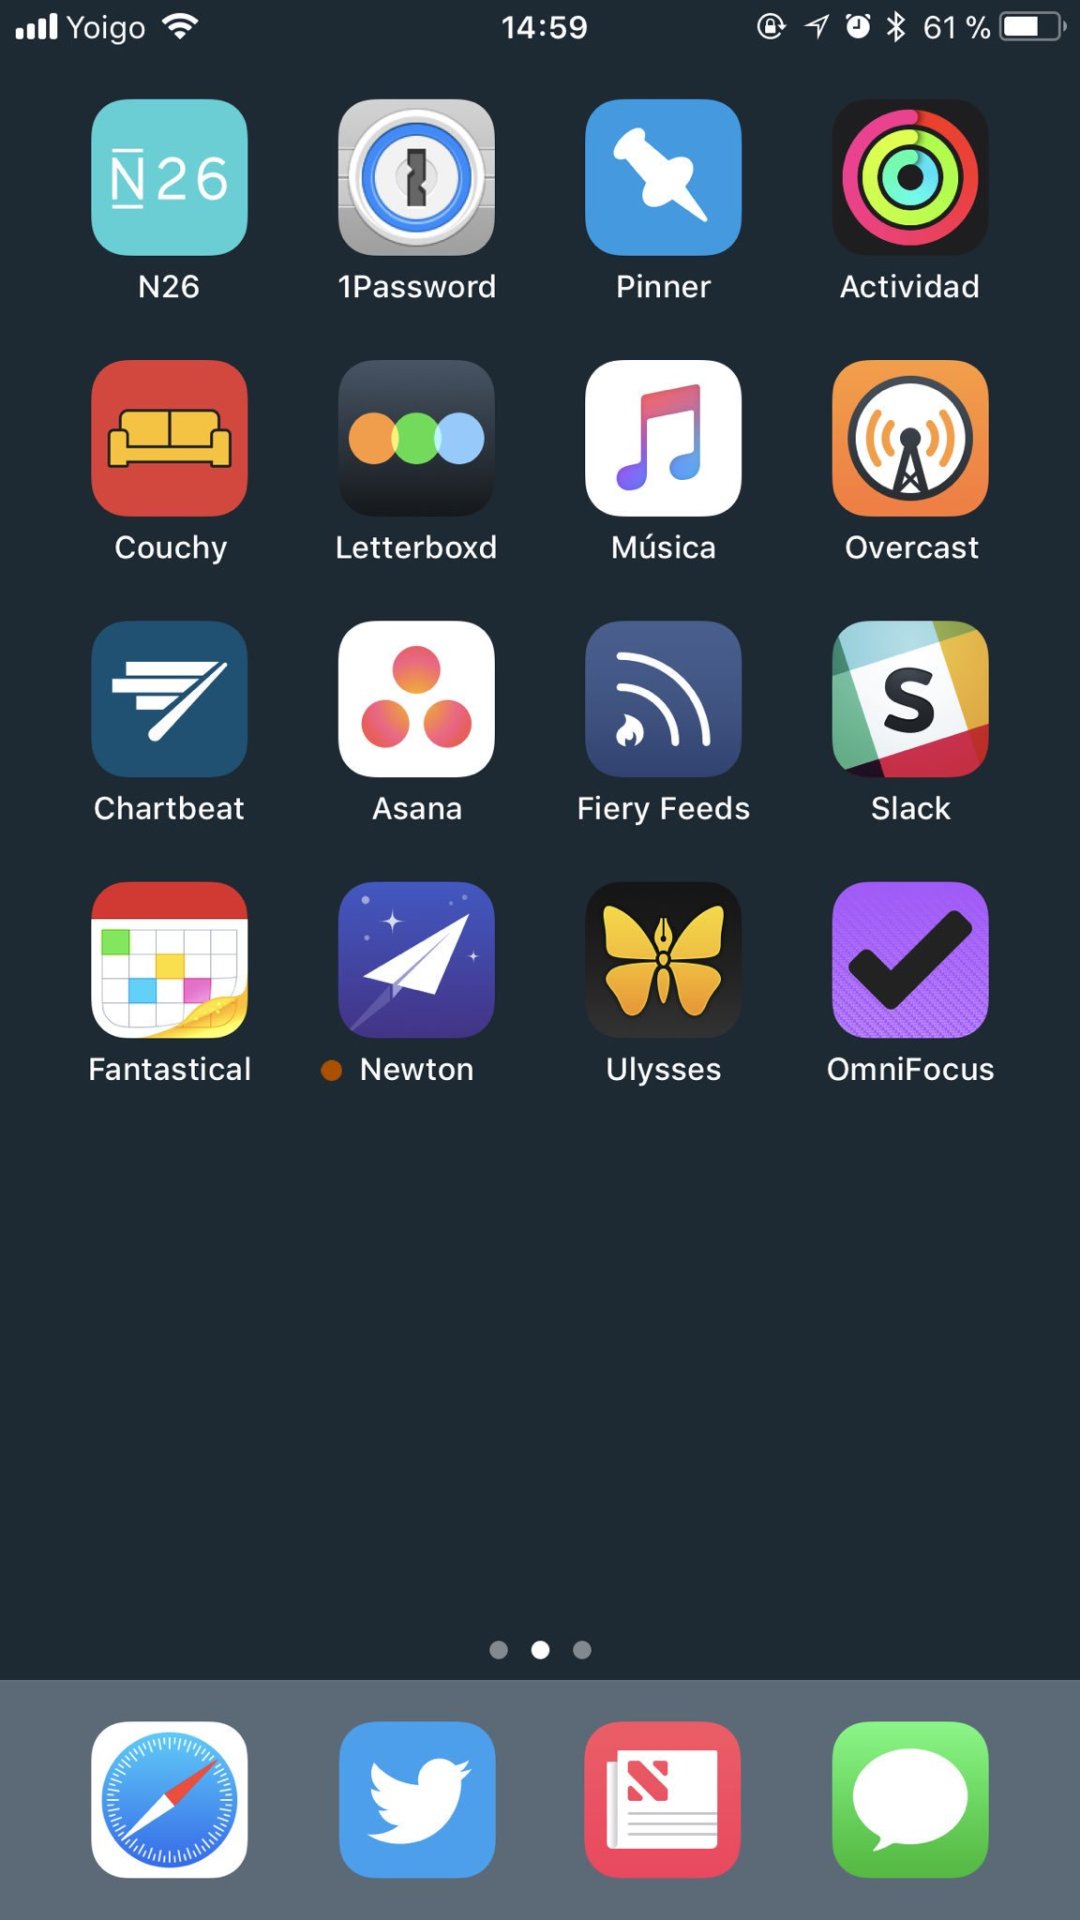 Yoigo 14:59 61 %
N26
N26 1Password Pinner Actividad
Couchy Letterboxd Música Overcast
S
Chartbeat Asana Fiery Feeds Slack
Fantastical Newton Ulysses OmniFocus